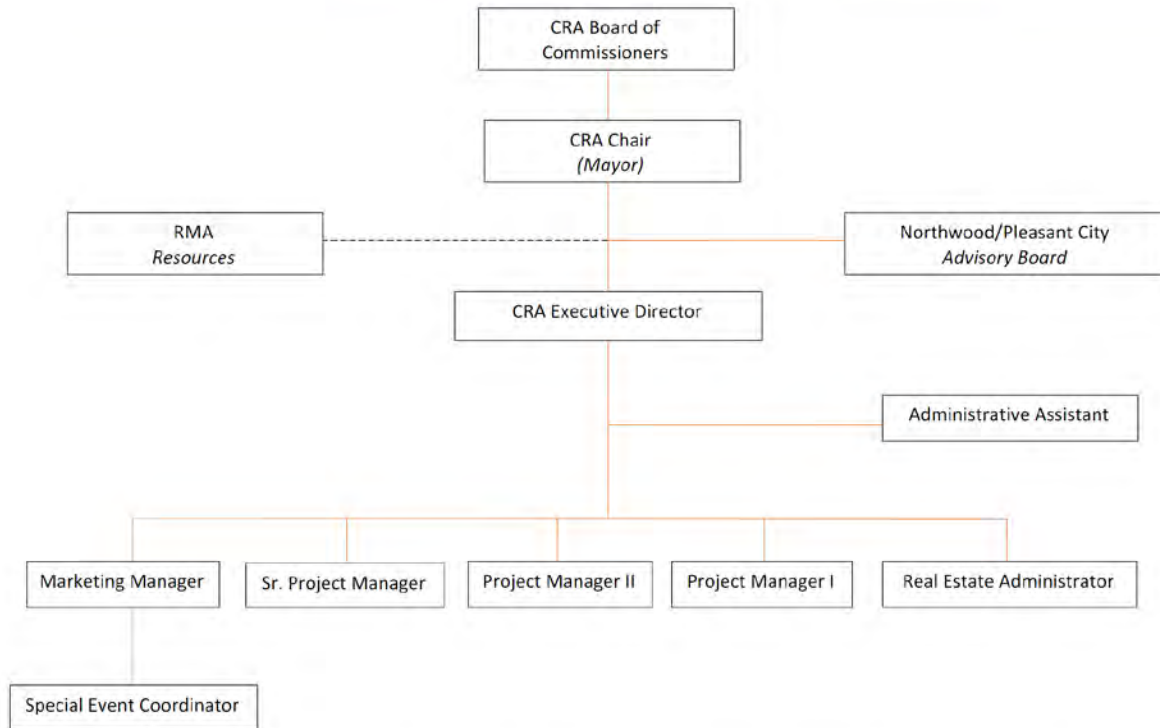 CRA Board of
Commissioners
CRA Chair
(Mayor)
RMA
Resources
Northwood/Pleasant City
Advisory Board
CRA Executive Director
Administrative Assistant
Marketing Manager
Sr. Project Manager
Project Manager II
Project Manager I
Real Estate Administrator
Special Event Coordinator